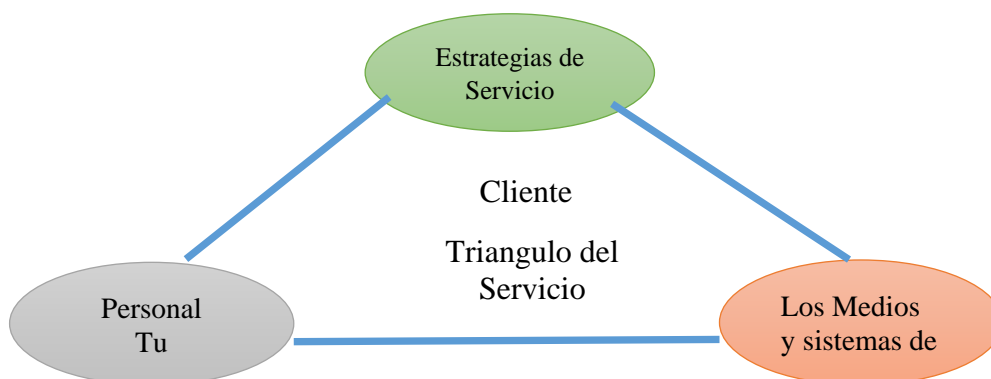 Estrategias de
Servicio
Cliente
Triangulo del
Servicio
Personal
Tu
Los Medios
y sistemas de